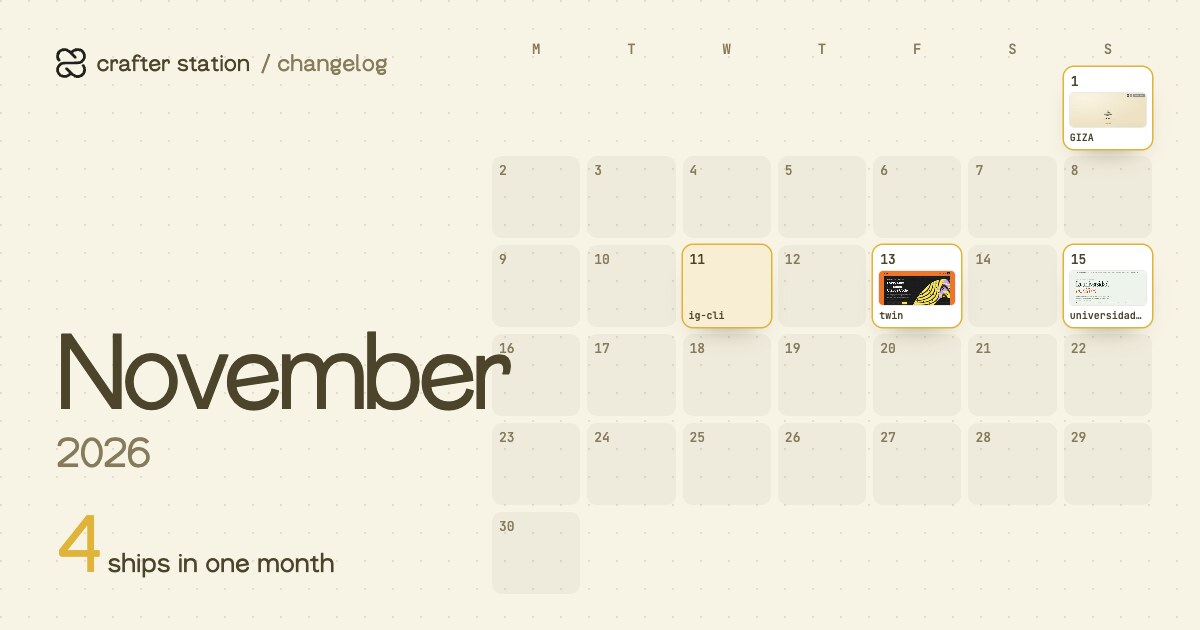 crafter station / changelog
M T W T F S S
1
GIZA
2 3 4 5 6 7 8
9 10 11 12 13 14 15
ig-cli twin universidad…
November
16 17 18 19 20 21 22
2026
23 24 25 26 27 28 29
30
4 ships in one month